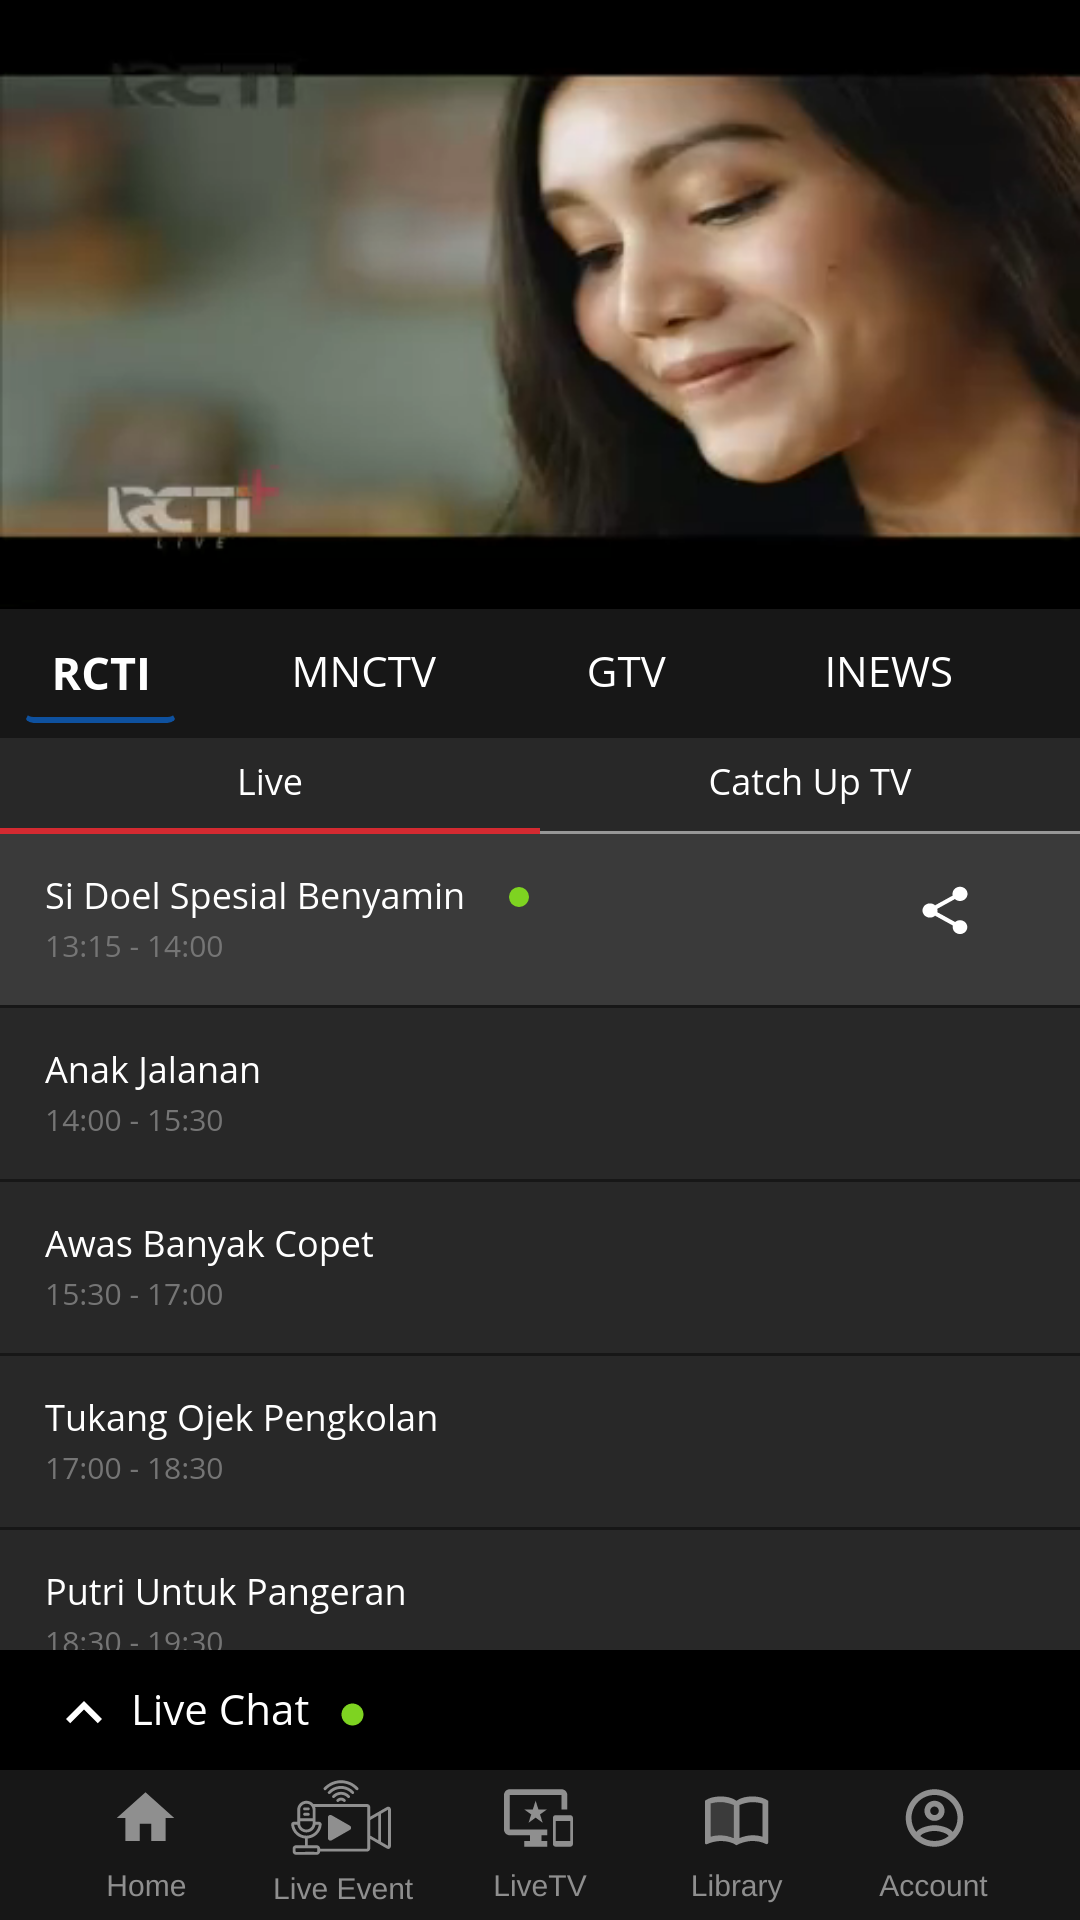 RCTI
RCTI+
LIVE
RCTI MNCTV GTV INEWS
Live Catch Up TV
Si Doel Spesial Benyamin
13:15 - 14:00
Anak Jalanan
14:00 - 15:30
Awas Banyak Copet
15:30 - 17:00
Tukang Ojek Pengkolan
17:00 - 18:30
Putri Untuk Pangeran
18:30 - 19:30
Live Chat
Home Live Event LiveTV Library Account